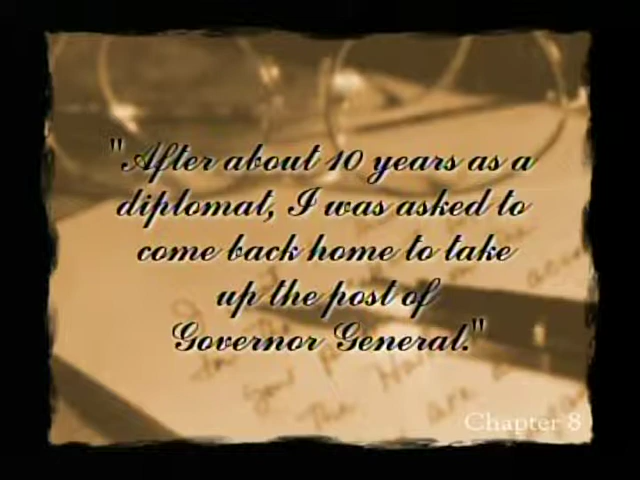 "After about 10 years as a
diplomat, I was asked to
come back home to take
up the post of
Governor General."
Chapter 8